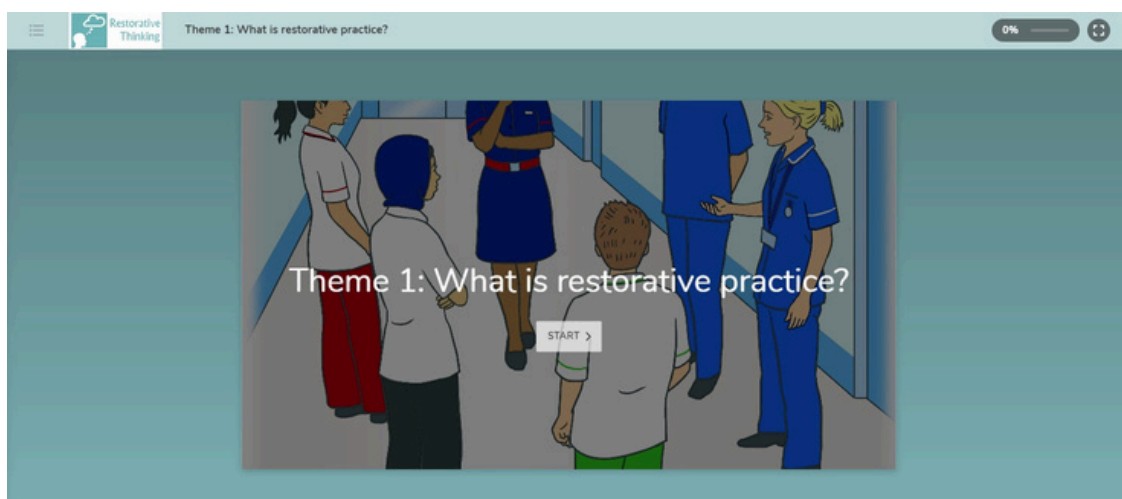 Restorative
Thinking
Theme 1: What is restorative practice?
0%
Theme 1: What is restorative practice?
START